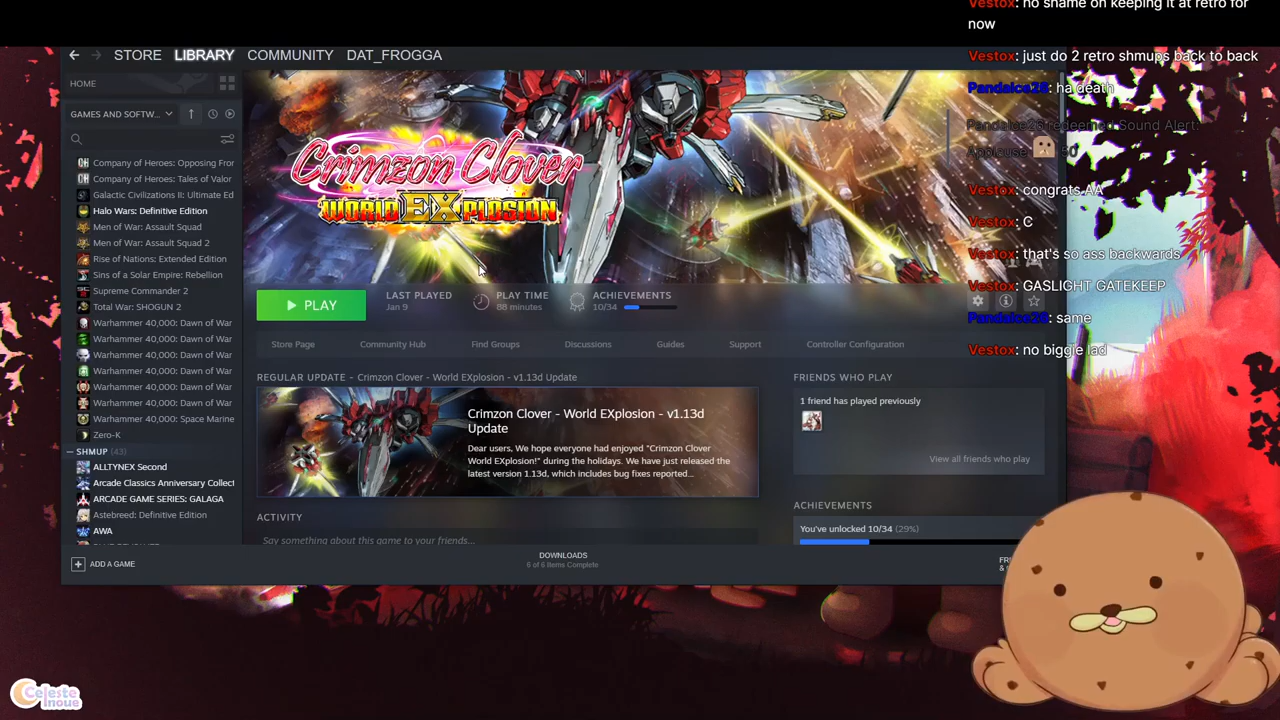 Vestox: no shame on keeping it at retro for
now
Vestox: just do 2 retro shmups back to back
PandaIce28: ha death
PandaIce28 redeemed Sound Alert:
Applause 50
Vestox: congrats AA
Vestox: C
Vestox: that's so ass backwards
Vestox: GASLIGHT GATEKEEP
PandaIce28: same
Vestox: no biggie lad
STORE LIBRARY COMMUNITY DAT_FROGGA
HOME
GAMES AND SOFTW...
Company of Heroes: Opposing Fron
Company of Heroes: Tales of Valor
Galactic Civilizations II: Ultimate Ed
Halo Wars: Definitive Edition
Men of War: Assault Squad
Men of War: Assault Squad 2
Rise of Nations: Extended Edition
Sins of a Solar Empire: Rebellion
Supreme Commander 2
Total War: SHOGUN 2
Warhammer 40,000: Dawn of War
Warhammer 40,000: Dawn of War
Warhammer 40,000: Dawn of War
Warhammer 40,000: Dawn of War
Warhammer 40,000: Dawn of War
Warhammer 40,000: Dawn of War
Warhammer 40,000: Space Marine
Zero-K
SHMUP (43)
ALLTYNEX Second
Arcade Classics Anniversary Collect
ARCADE GAME SERIES: GALAGA
Astebreed: Definitive Edition
AWA
ADD A GAME
Crimzon Clover
WORLD EXPLOSION
PLAY
LAST PLAYED
Jan 9
PLAY TIME
88 minutes
ACHIEVEMENTS
10/34
Store Page Community Hub Find Groups Discussions Guides Support Controller Configuration
REGULAR UPDATE - Crimzon Clover - World EXplosion - v1.13d Update
Crimzon Clover - World EXplosion - v1.13d
Update
Dear users, We hope everyone had enjoyed "Crimzon Clover
World EXplosion!" during the holidays. We have just released the
latest version 1.13d, which includes bug fixes reported...
ACTIVITY
Say something about this game to your friends...
FRIENDS WHO PLAY
1 friend has played previously
View all friends who play
ACHIEVEMENTS
You've unlocked 10/34 (29%)
DOWNLOADS
6 of 6 Items Complete
Celeste
Inoue